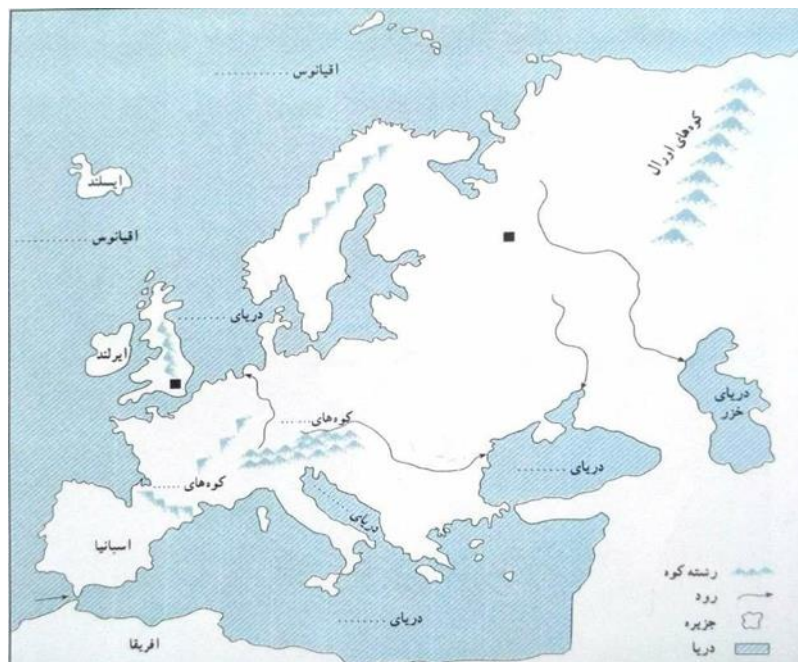 اقیانوس ............
کوه‌های اورال
ایسلند
اقیانوس ............
دریای ............
ایرلند
دریای
خزر
کوه‌های ......
دریای ............
کوه‌های ......
دریای ........
اسپانیا
دریای ............
افریقا
رشته کوه
رود
جزیره
دریا